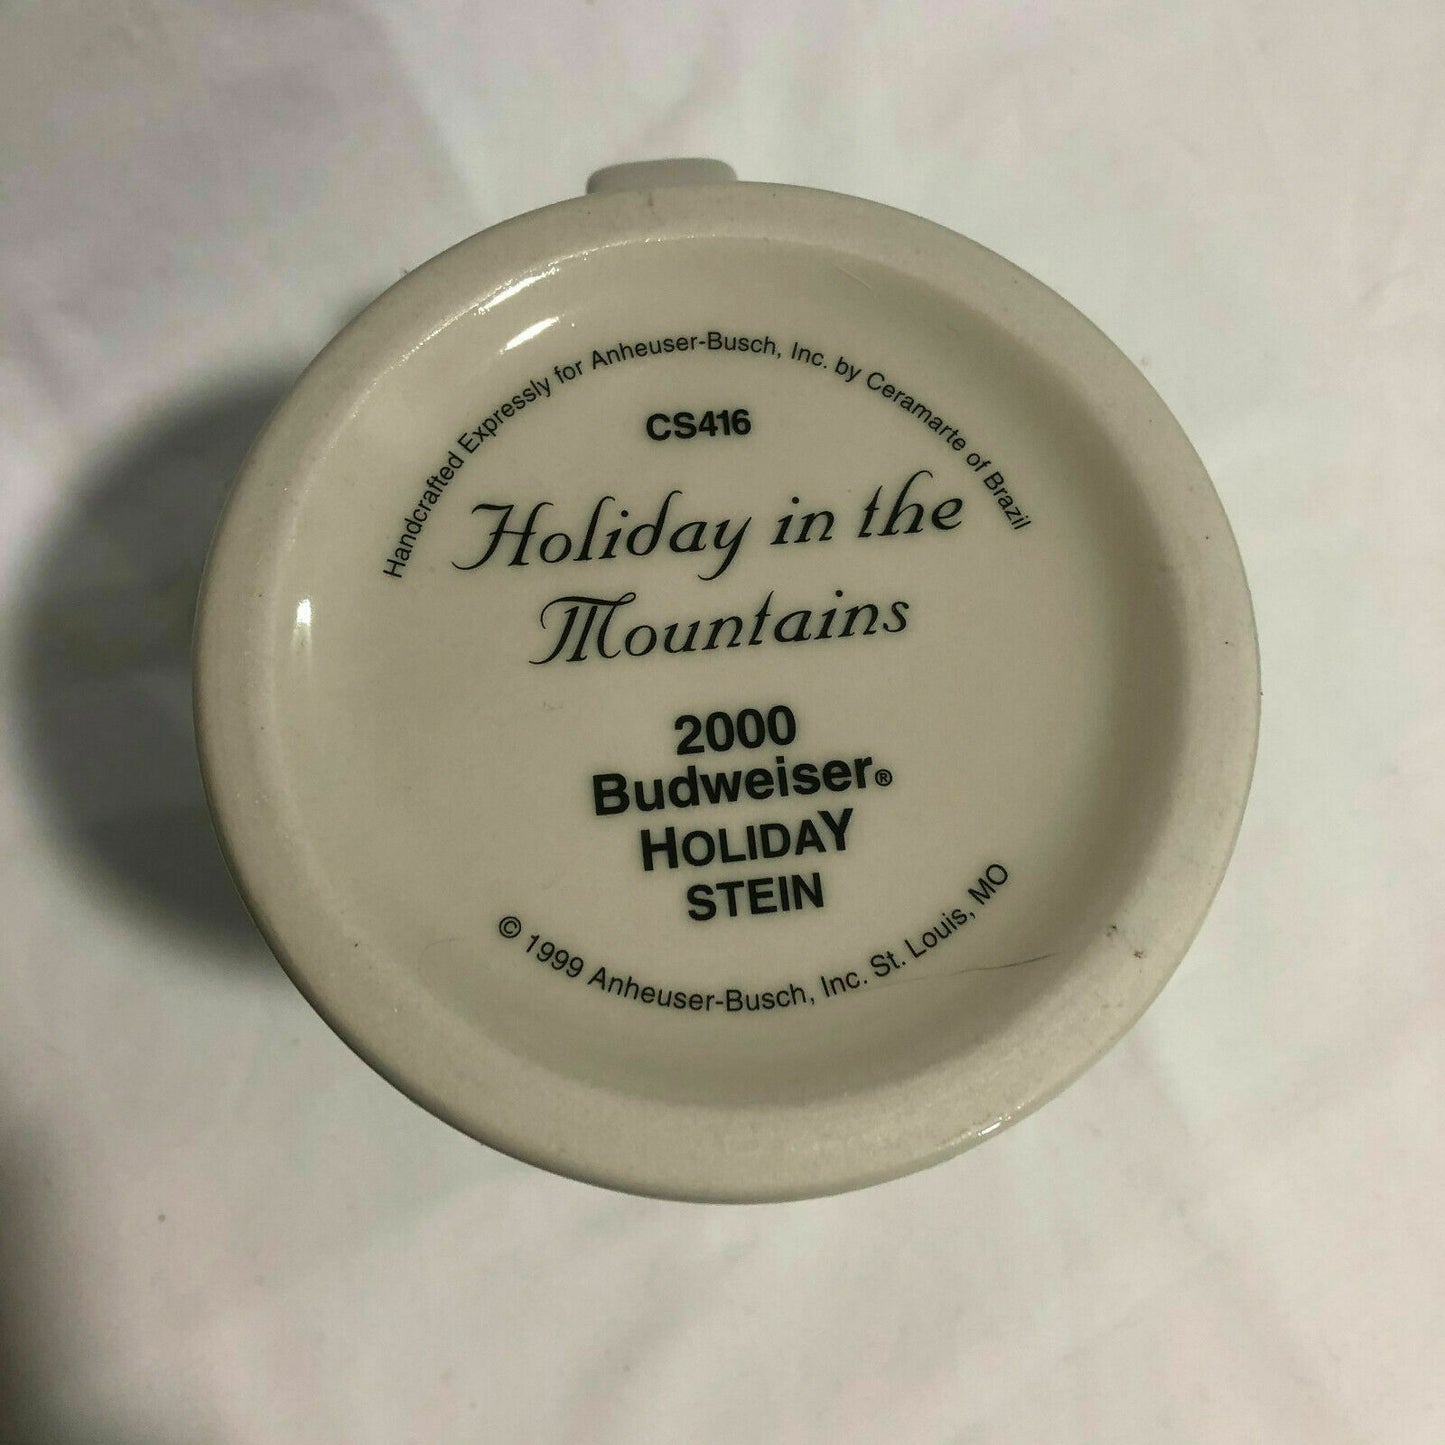 Handcrafted Expressly for Anheuser-Busch, Inc. by Ceramarte of Brazil
CS416
Holiday in the
Mountains
2000
Budweiser®
HOLIDAY
STEIN
© 1999 Anheuser-Busch, Inc. St. Louis, MO